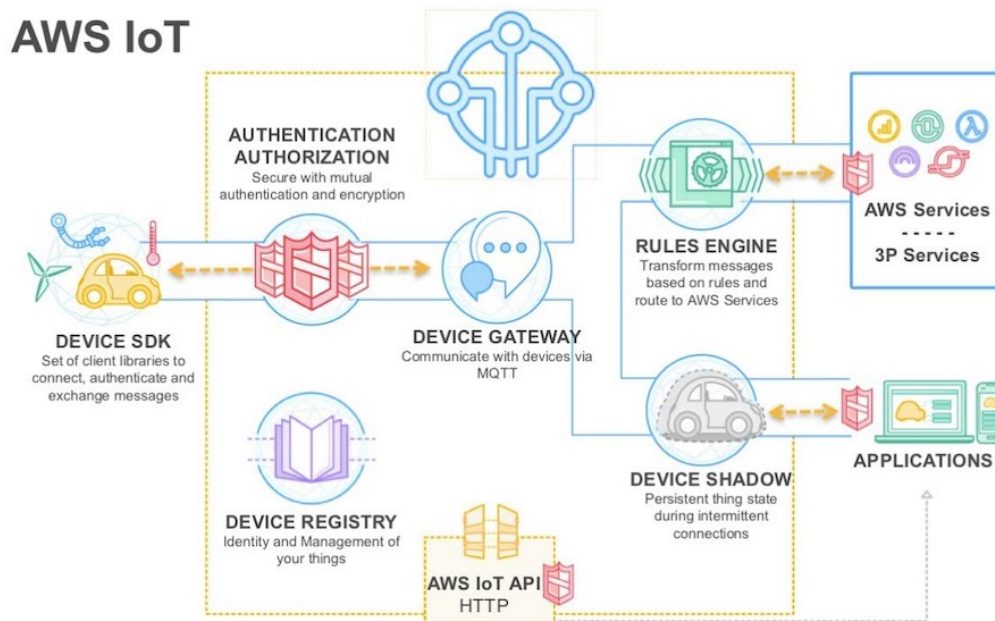 AWS IoT
AUTHENTICATION
AUTHORIZATION
Secure with mutual
authentication and encryption
DEVICE SDK
Set of client libraries to
connect, authenticate and
exchange messages
DEVICE GATEWAY
Communicate with devices via
MQTT
RULES ENGINE
Transform messages
based on rules and
route to AWS Services
AWS Services
- - - - -
3P Services
DEVICE REGISTRY
Identity and Management of
your things
DEVICE SHADOW
Persistent thing state
during intermittent
connections
APPLICATIONS
AWS IoT API
HTTP